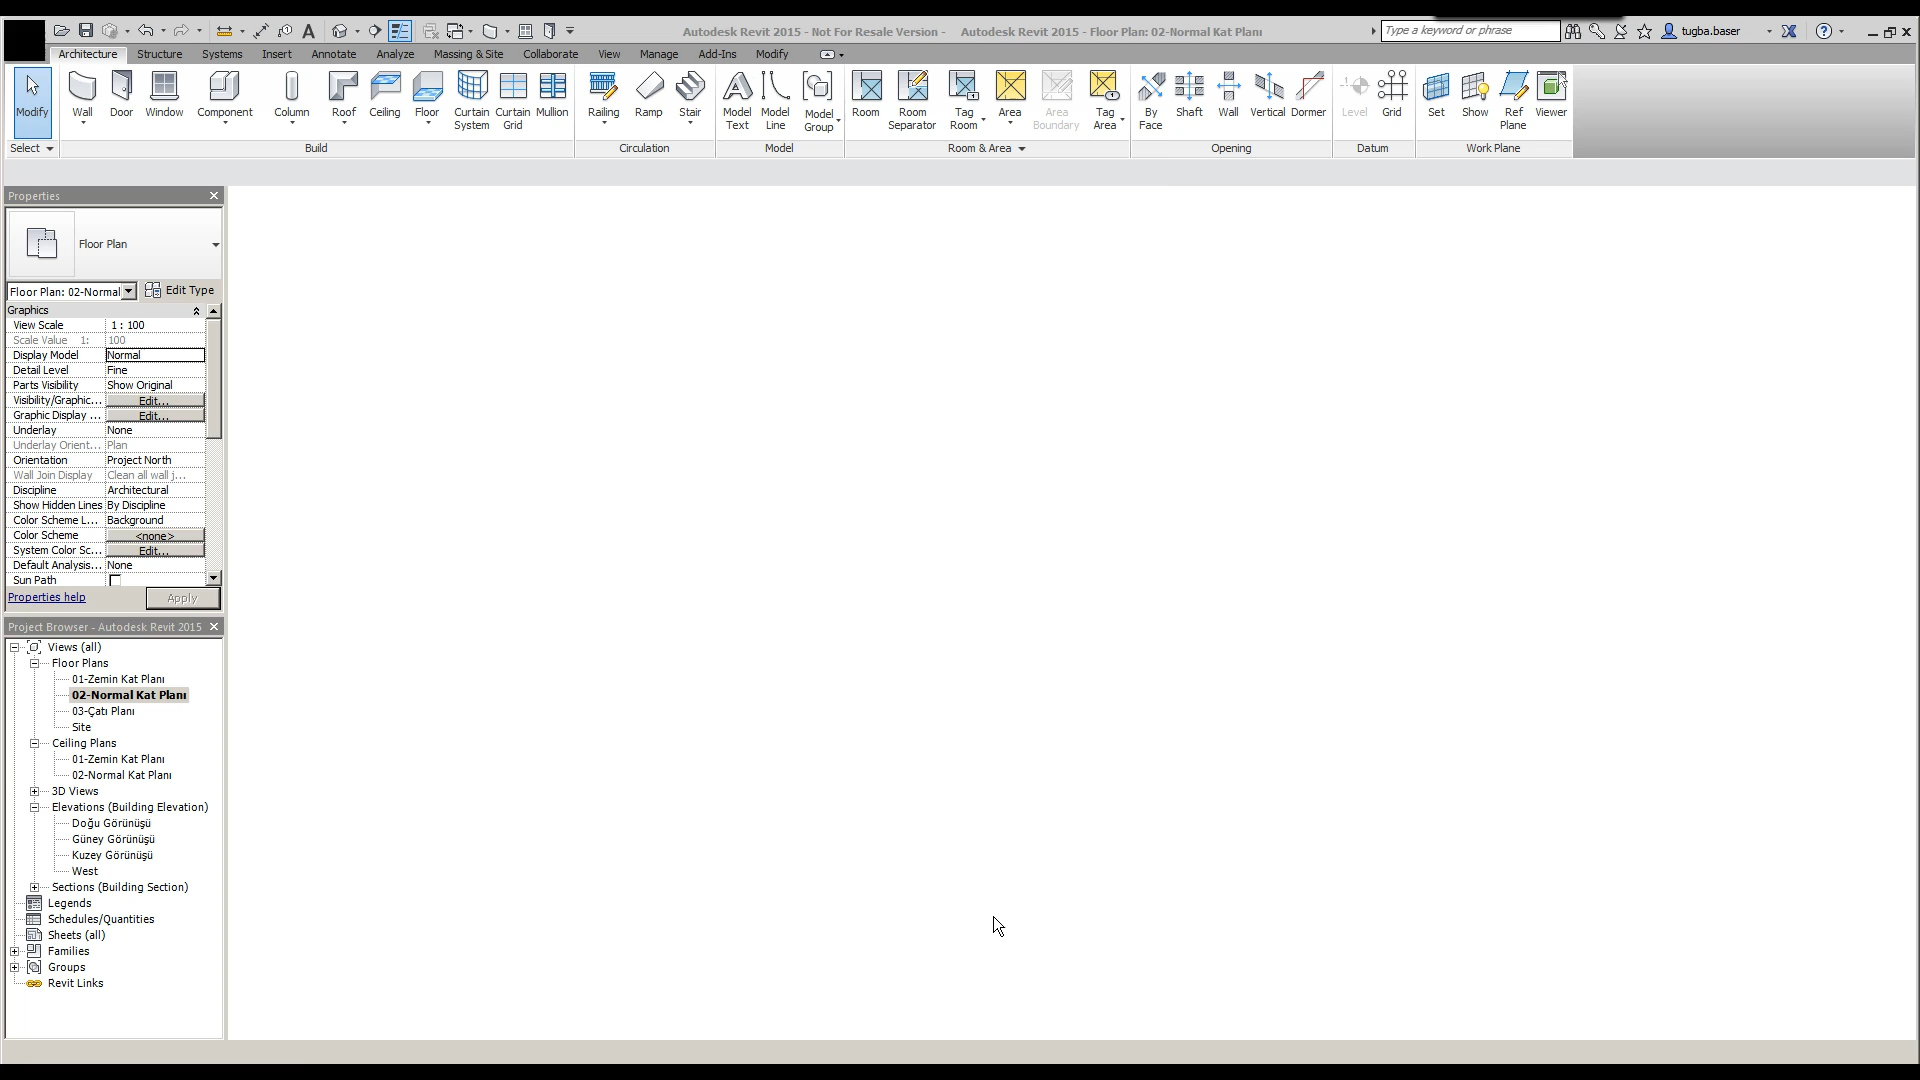 Autodesk Revit 2015 - Not For Resale Version - Autodesk Revit 2015 - Floor Plan: 02-Normal Kat Planı
Type a keyword or phrase
tugba.baser
Architecture Structure Systems Insert Annotate Analyze Massing & Site Collaborate View Manage Add-Ins Modify
Modify
Wall
Door
Window
Component
Column
Roof
Ceiling
Floor
Curtain System
Curtain Grid
Mullion
Railing
Ramp
Stair
Model Text
Model Line
Model Group
Room
Room Separator
Tag Room
Area
Area Boundary
Tag Area
By Face
Shaft
Wall
Vertical
Dormer
Level
Grid
Set
Show
Ref Plane
Viewer
Select
Build
Circulation
Model
Room & Area
Opening
Datum
Work Plane
Properties
Floor Plan
Floor Plan: 02-Normal
Edit Type
Graphics
View Scale 1 : 100
Scale Value 1: 100
Display Model Normal
Detail Level Fine
Parts Visibility Show Original
Visibility/Graphic... Edit...
Graphic Display ... Edit...
Underlay None
Underlay Orient... Plan
Orientation Project North
Wall Join Display Clean all wall j...
Discipline Architectural
Show Hidden Lines By Discipline
Color Scheme L... Background
Color Scheme <none>
System Color Sc... Edit...
Default Analysis... None
Sun Path
Properties help
Apply
Project Browser - Autodesk Revit 2015
Views (all)
Floor Plans
01-Zemin Kat Planı
02-Normal Kat Planı
03-Çatı Planı
Site
Ceiling Plans
01-Zemin Kat Planı
02-Normal Kat Planı
3D Views
Elevations (Building Elevation)
Doğu Görünüşü
Güney Görünüşü
Kuzey Görünüşü
West
Sections (Building Section)
Legends
Schedules/Quantities
Sheets (all)
Families
Groups
Revit Links